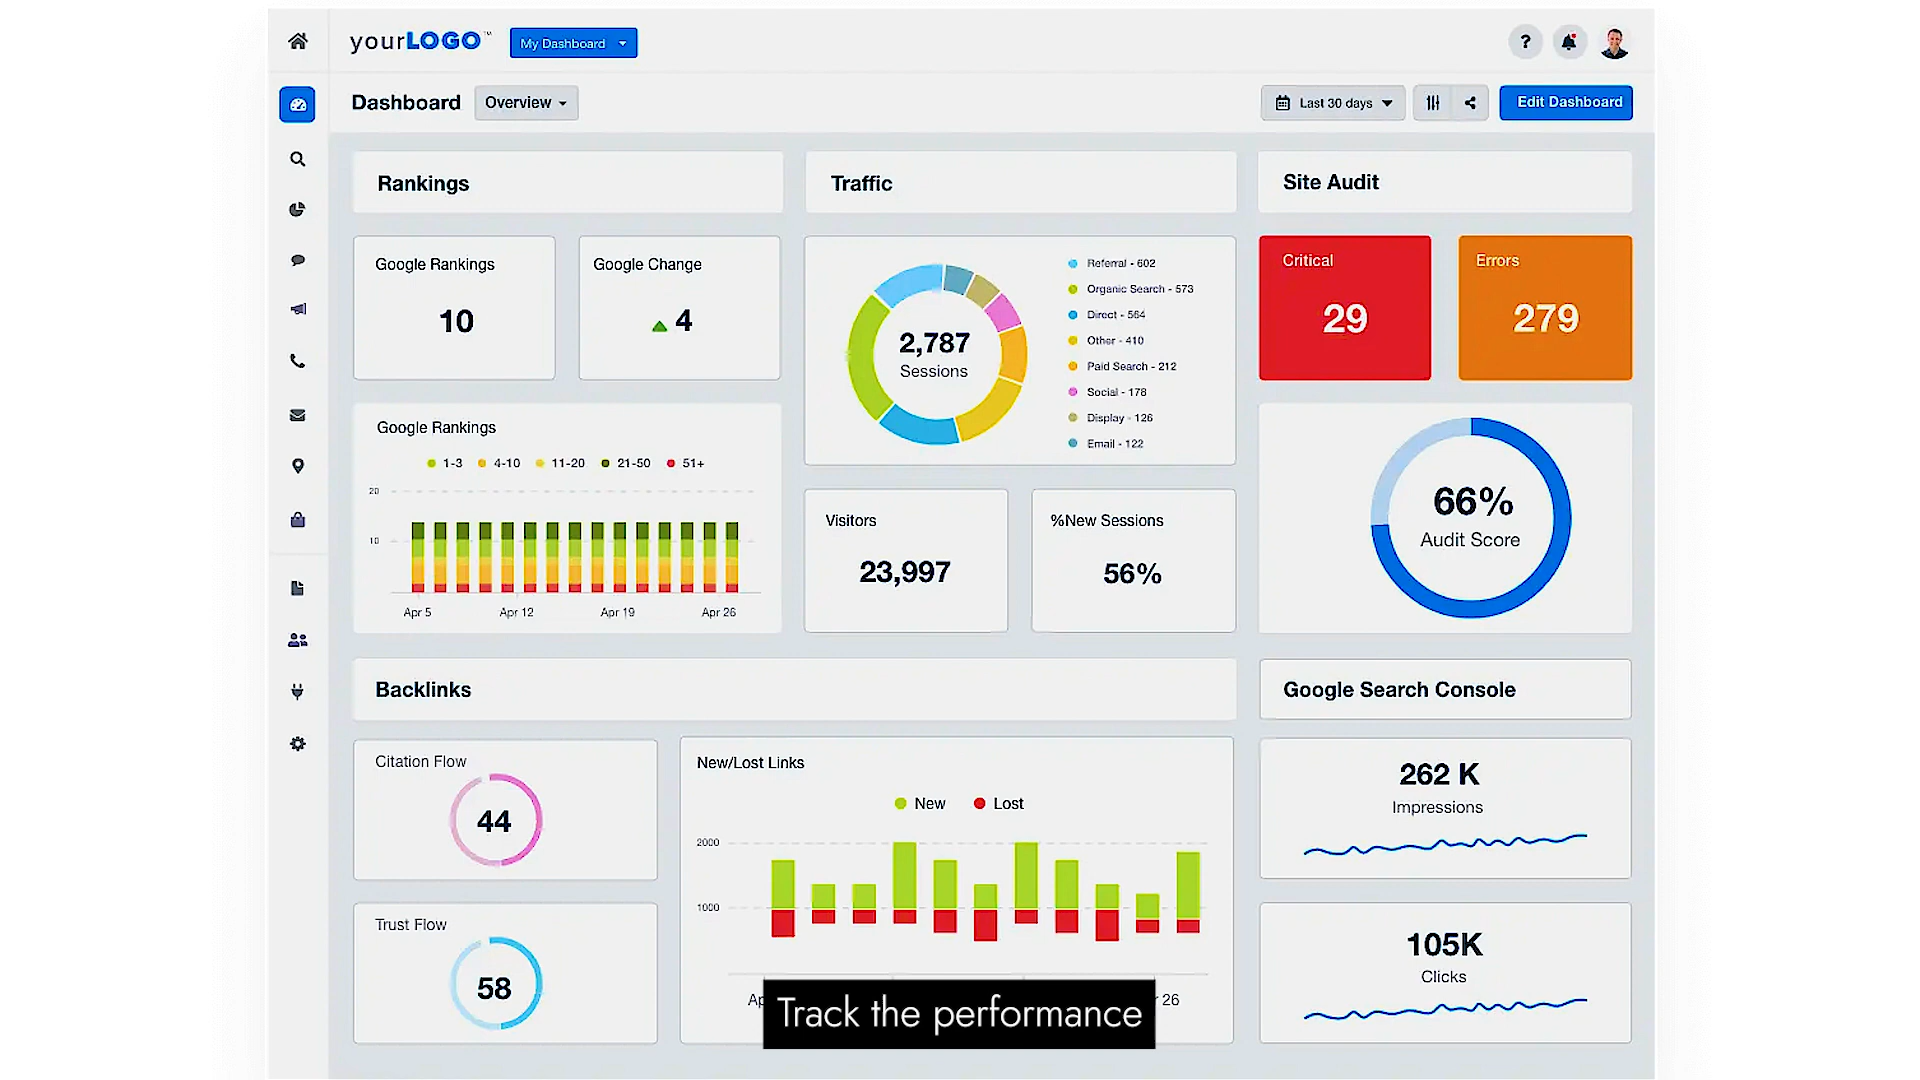 yourLOGO™
My Dashboard
?
Dashboard
Overview
Last 30 days
Edit Dashboard
Rankings
Google Rankings
10
Google Change
4
Google Rankings
1-3
4-10
11-20
21-50
51+
20
10
Apr 5
Apr 12
Apr 19
Apr 26
Traffic
2,787
Sessions
Referral - 602
Organic Search - 573
Direct - 564
Other - 410
Paid Search - 212
Social - 178
Display - 126
Email - 122
Visitors
23,997
%New Sessions
56%
Site Audit
Critical
29
Errors
279
66%
Audit Score
Backlinks
Citation Flow
44
Trust Flow
58
New/Lost Links
New
Lost
2000
1000
26
Google Search Console
262 K
Impressions
105K
Clicks
Track the performance